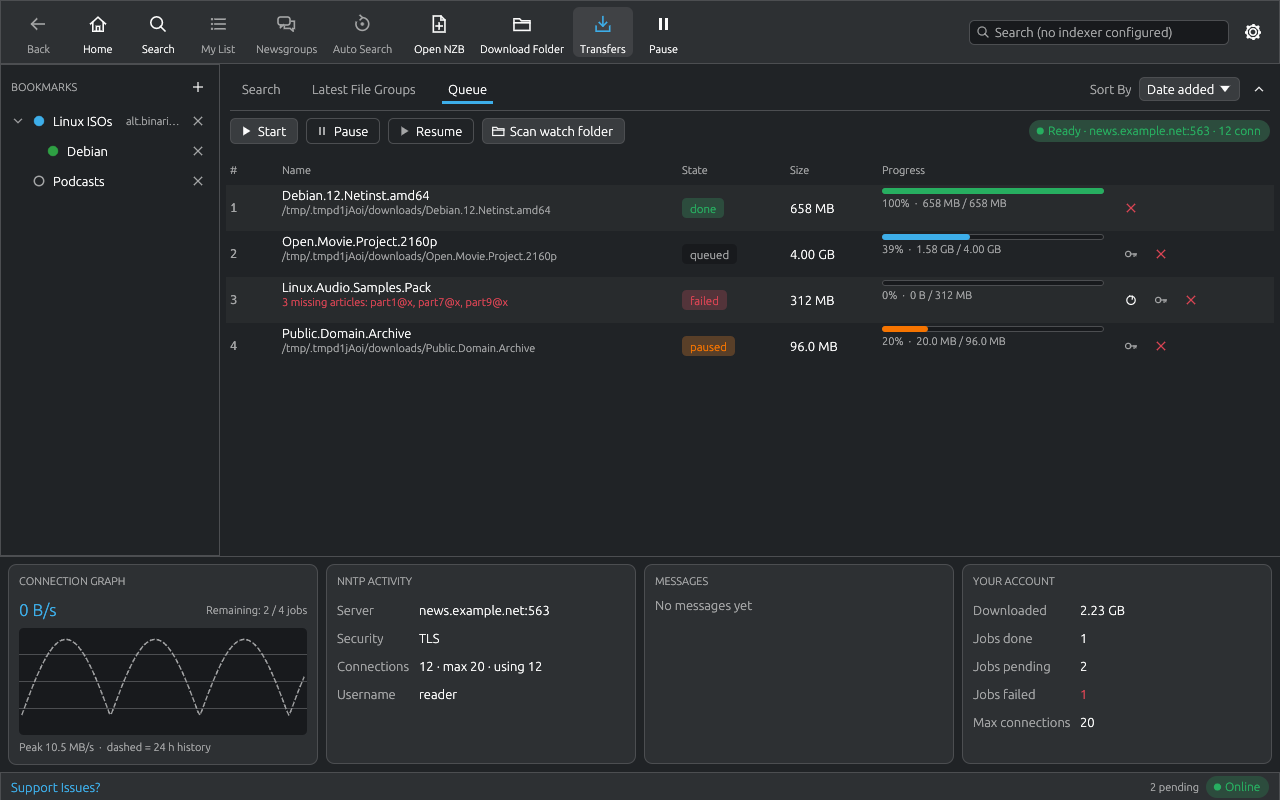 Back Home Search My List Newsgroups Auto Search Open NZB Download Folder Transfers Pause Search (no indexer configured)
BOOKMARKS +
Linux ISOs alt.binari...
Debian
Podcasts
Search Latest File Groups Queue Sort By Date added
Start Pause Resume Scan watch folder Ready · news.example.net:563 · 12 conn
# Name State Size Progress
1 Debian.12.Netinst.amd64 done 658 MB
/tmp/.tmpd1jAoi/downloads/Debian.12.Netinst.amd64 100% · 658 MB / 658 MB
2 Open.Movie.Project.2160p queued 4.00 GB
/tmp/.tmpd1jAoi/downloads/Open.Movie.Project.2160p 39% · 1.58 GB / 4.00 GB
3 Linux.Audio.Samples.Pack failed 312 MB
3 missing articles: part1@x, part7@x, part9@x 0% · 0 B / 312 MB
4 Public.Domain.Archive paused 96.0 MB
/tmp/.tmpd1jAoi/downloads/Public.Domain.Archive 20% · 20.0 MB / 96.0 MB
CONNECTION GRAPH
0 B/s Remaining: 2 / 4 jobs
Peak 10.5 MB/s · dashed = 24 h history
NNTP ACTIVITY
Server news.example.net:563
Security TLS
Connections 12 · max 20 · using 12
Username reader
MESSAGES
No messages yet
YOUR ACCOUNT
Downloaded 2.23 GB
Jobs done 1
Jobs pending 2
Jobs failed 1
Max connections 20
Support Issues? 2 pending Online